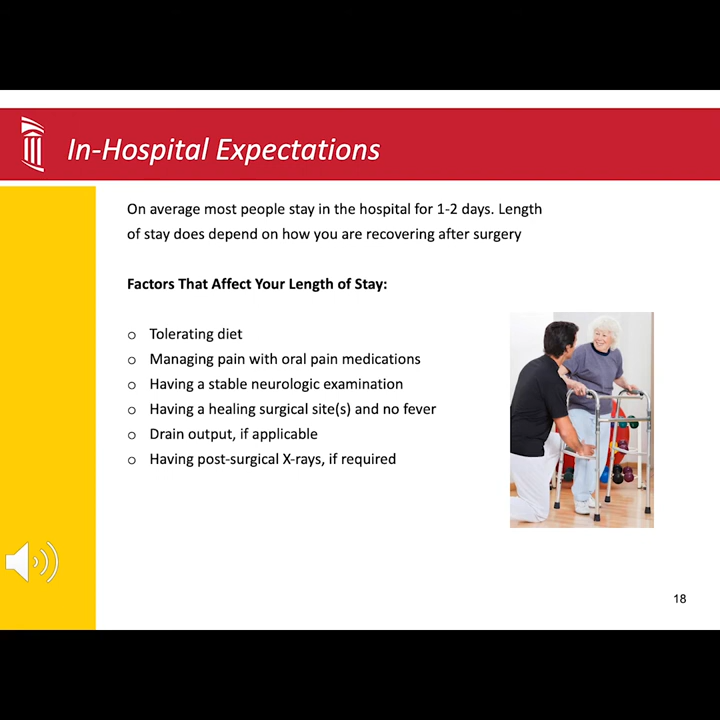 In-Hospital Expectations
On average most people stay in the hospital for 1-2 days. Length
of stay does depend on how you are recovering after surgery
Factors That Affect Your Length of Stay:
o Tolerating diet
o Managing pain with oral pain medications
o Having a stable neurologic examination
o Having a healing surgical site(s) and no fever
o Drain output, if applicable
o Having post-surgical X-rays, if required
18